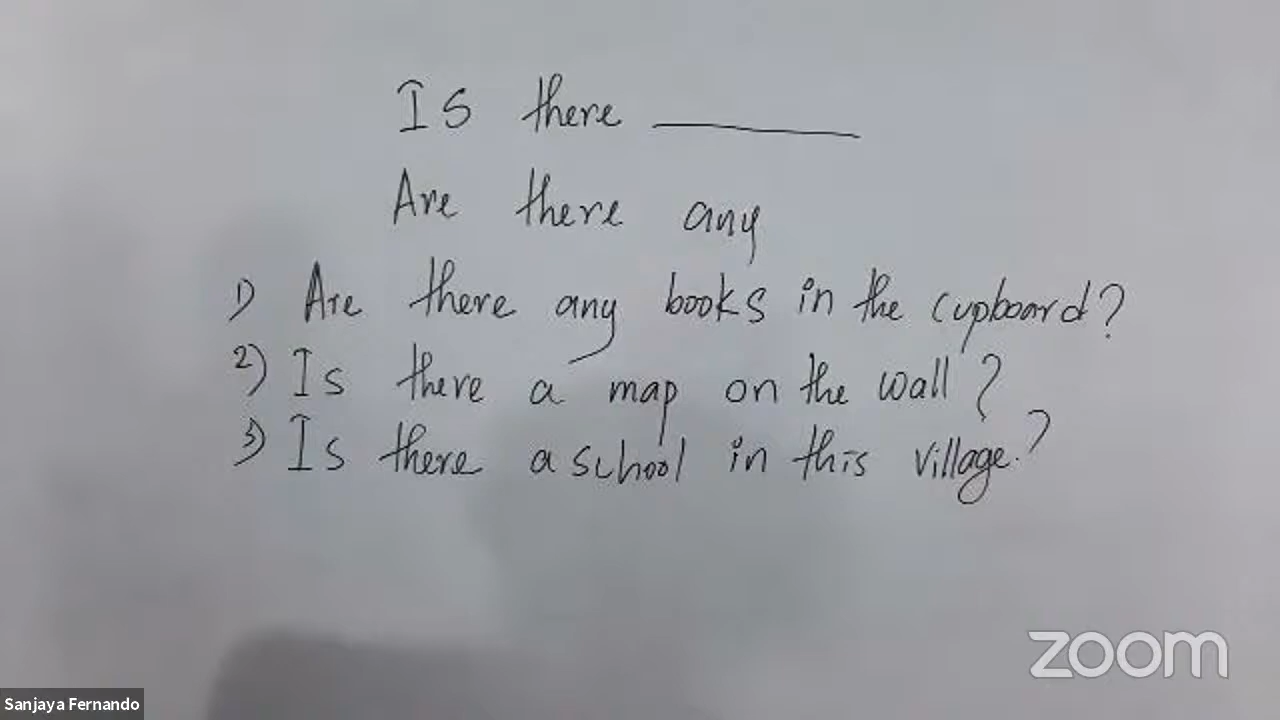 Is there ________
Are there any
1) Are there any books in the cupboard?
2) Is there a map on the wall?
3) Is there a school in this village.?
zoom
Sanjaya Fernando